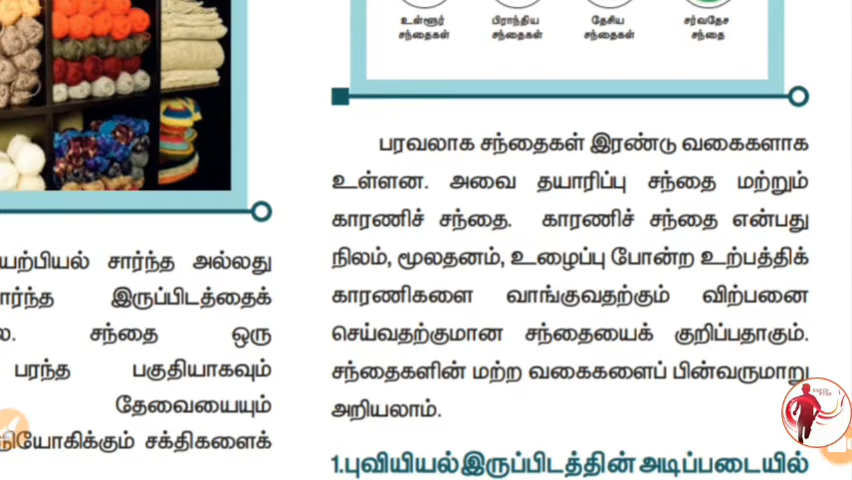 உள்ளூர் சந்தைகள்
பிராந்திய சந்தைகள்
தேசிய சந்தைகள்
சர்வதேச சந்தை
யற்பியல் சார்ந்த அல்லது
ார்ந்த இருப்பிடத்தைக்
சந்தை ஒரு
பரந்த பகுதியாகவும்
தேவையையும்
நியோகிக்கும் சக்திகளைக்
பரவலாக சந்தைகள் இரண்டு வகைகளாக
உள்ளன. அவை தயாரிப்பு சந்தை மற்றும்
காரணிச் சந்தை. காரணிச் சந்தை என்பது
நிலம், மூலதனம், உழைப்பு போன்ற உற்பத்திக்
காரணிகளை வாங்குவதற்கும் விற்பனை
செய்வதற்குமான சந்தையைக் குறிப்பதாகும்.
சந்தைகளின் மற்ற வகைகளைப் பின்வருமாறு
அறியலாம்.
1.புவியியல் இருப்பிடத்தின் அடிப்படையில்